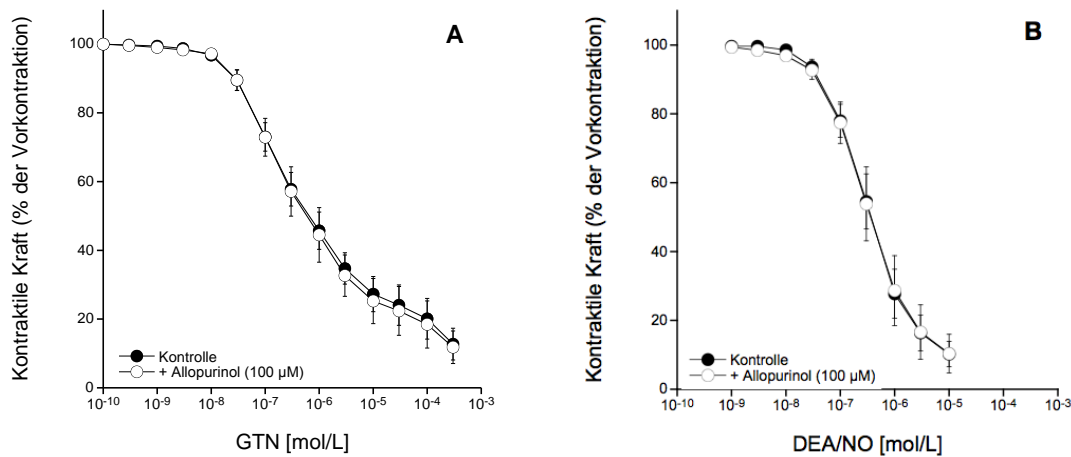 A
Kontraktile Kraft (% der Vorkontraktion)
100
80
60
40
20
0
Kontrolle
+ Allopurinol (100 µM)
10-10 10-9 10-8 10-7 10-6 10-5 10-4 10-3
GTN [mol/L]
B
Kontraktile Kraft (% der Vorkontraktion)
100
80
60
40
20
0
Kontrolle
+ Allopurinol (100 µM)
10-10 10-9 10-8 10-7 10-6 10-5 10-4 10-3
DEA/NO [mol/L]